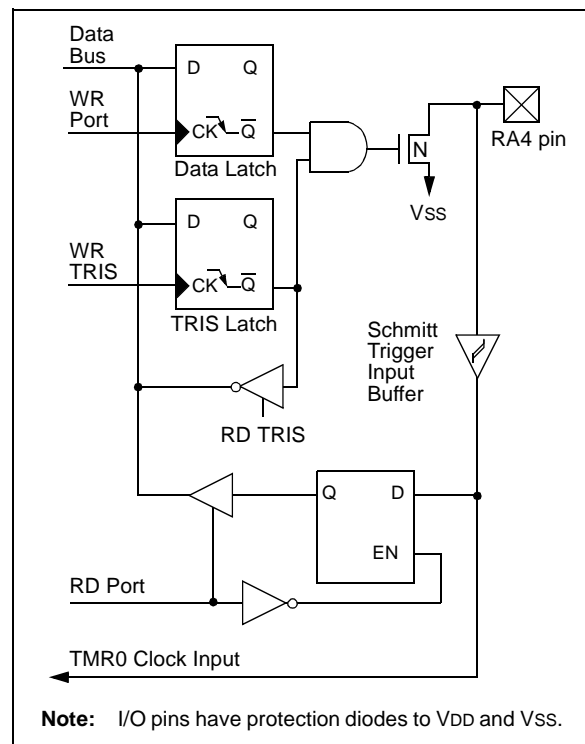 Data
Bus
D Q
WR
Port
CK Q
N
RA4 pin
Data Latch
VSS
D Q
WR
TRIS
CK Q
TRIS Latch
Schmitt
Trigger
Input
Buffer
RD TRIS
Q D
EN
RD Port
TMR0 Clock Input
Note: I/O pins have protection diodes to VDD and VSS.